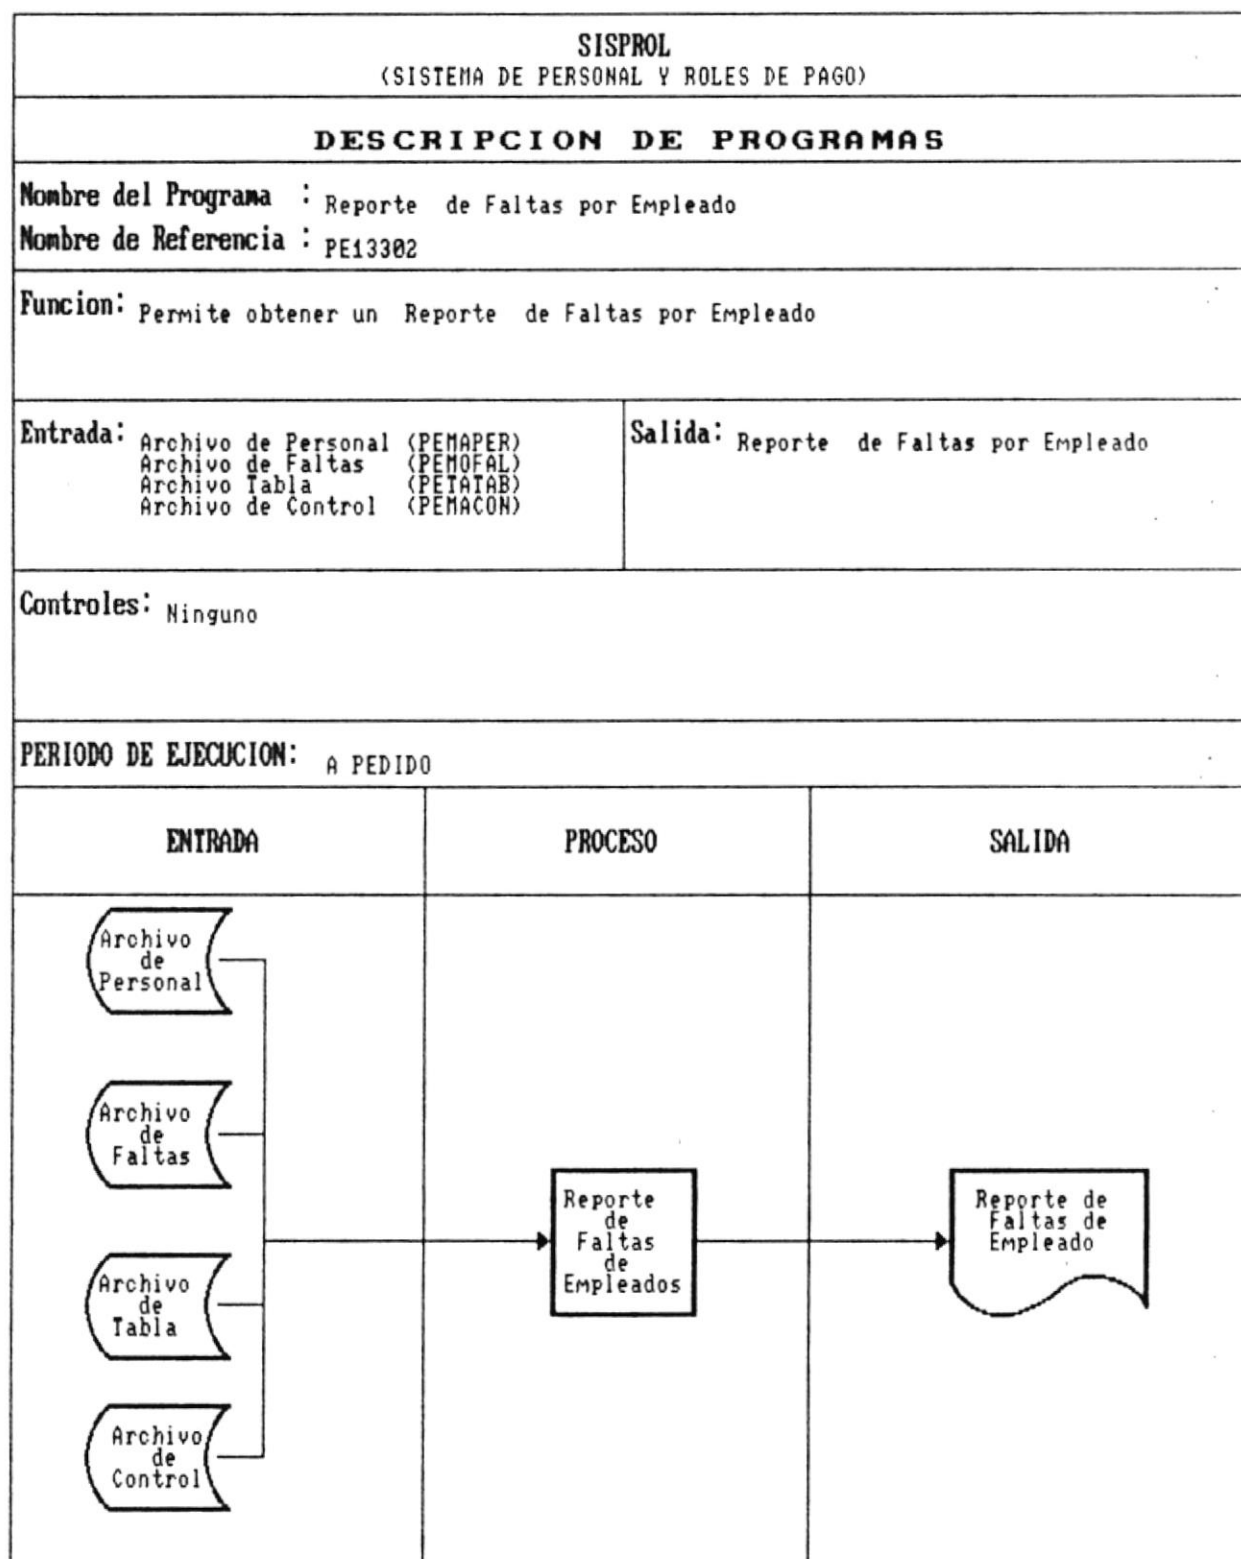 SISPROL
(SISTEMA DE PERSONAL Y ROLES DE PAGO)
DESCRIPCION DE PROGRAMAS
Nombre del Programa : Reporte de Faltas por Empleado
Nombre de Referencia : PE13302
Funcion: Permite obtener un Reporte de Faltas por Empleado
Entrada: Archivo de Personal (PEMAPER)
Archivo de Faltas (PEMOFAL)
Archivo Tabla (PETATAB)
Archivo de Control (PEMACON)
Salida: Reporte de Faltas por Empleado
Controles: Ninguno
PERIODO DE EJECUCION: A PEDIDO
ENTRADA
PROCESO
SALIDA
Archivo
de
Personal
Archivo
de
Faltas
Archivo
de
Tabla
Archivo
de
Control
Reporte
de
Faltas
de
Empleados
Reporte de
Faltas de
Empleado